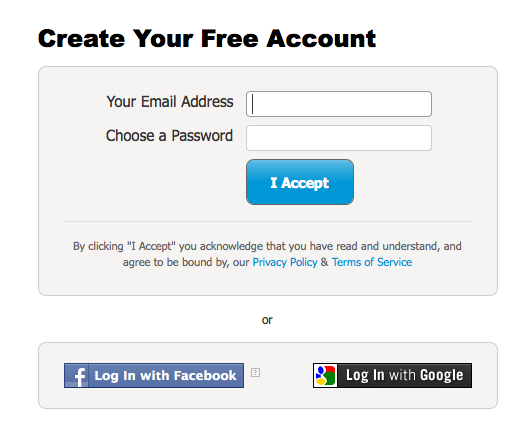 Create Your Free Account
Your Email Address
Choose a Password
I Accept
By clicking "I Accept" you acknowledge that you have read and understand, and
agree to be bound by, our Privacy Policy & Terms of Service
or
f Log In with Facebook ?
g Log In with Google